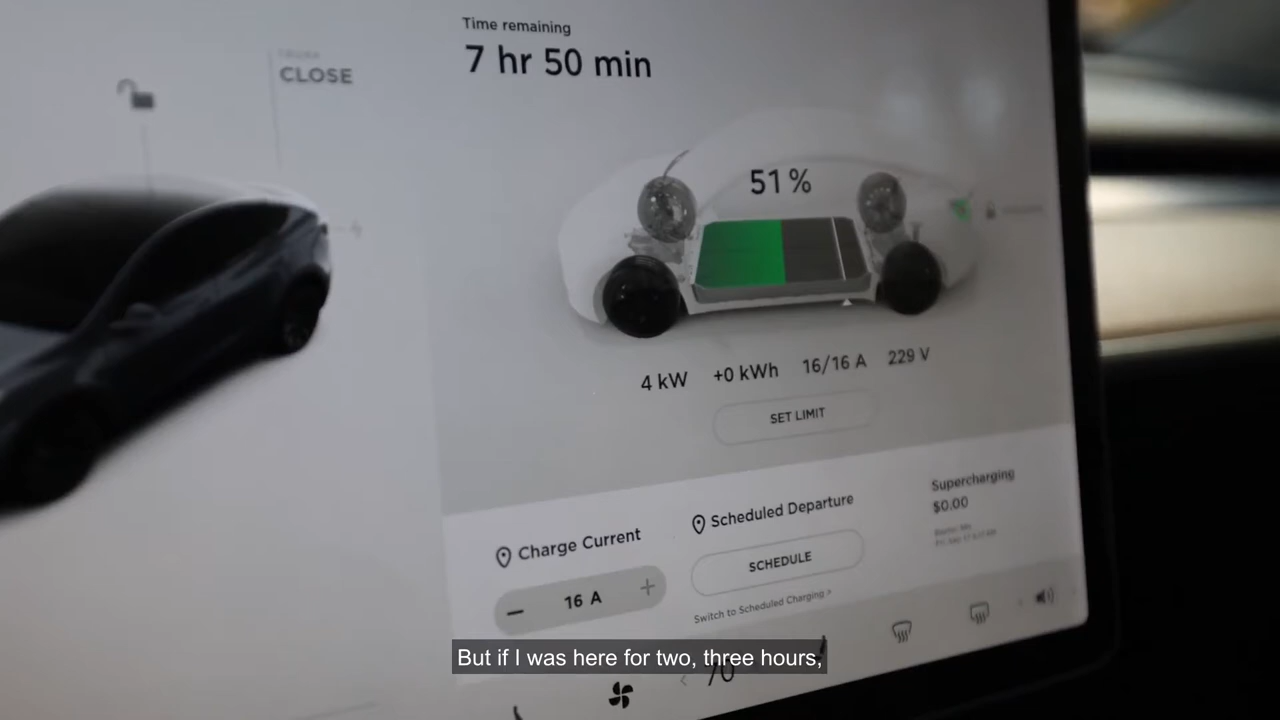 Time remaining
7 hr 50 min
CLOSE
51 %
4 kW +0 kWh 16/16 A 229 V
SET LIMIT
Charge Current
16 A
Scheduled Departure
SCHEDULE
Switch to Scheduled Charging >
Supercharging
$0.00
But if I was here for two, three hours,
70